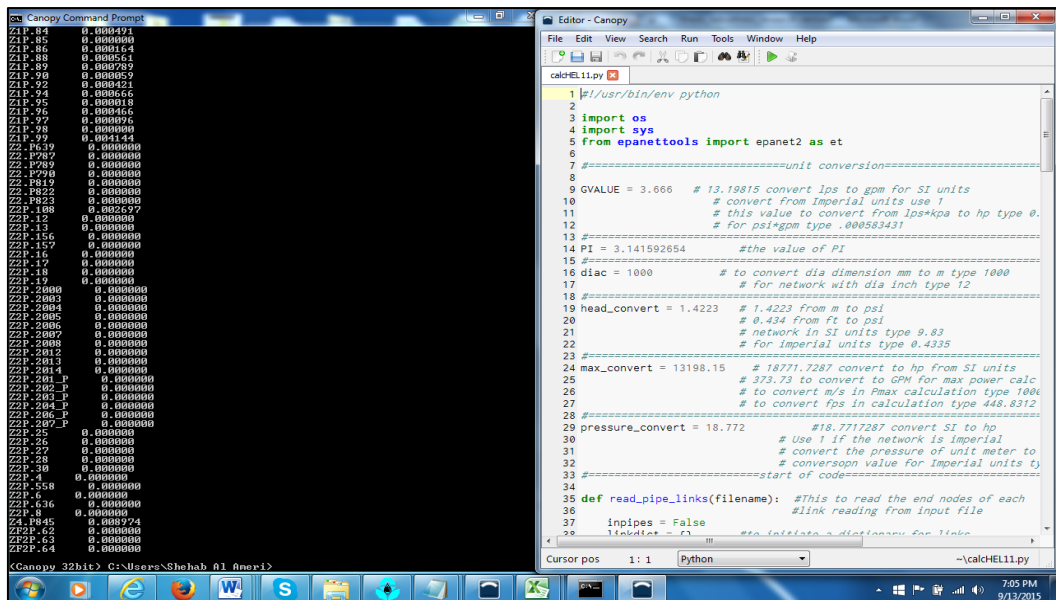 Canopy Command Prompt
Z1P.84 0.000491
Z1P.85 0.000000
Z1P.86 0.000164
Z1P.88 0.000561
Z1P.89 0.000789
Z1P.90 0.000059
Z1P.92 0.000421
Z1P.94 0.000666
Z1P.95 0.000018
Z1P.96 0.000466
Z1P.97 0.000096
Z1P.98 0.000000
Z1P.99 0.004144
Z2.P639 0.000000
Z2.P787 0.000000
Z2.P789 0.000000
Z2.P790 0.000000
Z2.P819 0.000000
Z2.P822 0.000000
Z2.P823 0.000000
Z2P.108 0.002697
Z2P.12 0.000000
Z2P.13 0.000000
Z2P.156 0.000000
Z2P.157 0.000000
Z2P.16 0.000000
Z2P.17 0.000000
Z2P.18 0.000000
Z2P.19 0.000000
Z2P.2000 0.000000
Z2P.2003 0.000000
Z2P.2004 0.000000
Z2P.2005 0.000000
Z2P.2006 0.000000
Z2P.2007 0.000000
Z2P.2008 0.000000
Z2P.2012 0.000000
Z2P.2013 0.000000
Z2P.2014 0.000000
Z2P.201_P 0.000000
Z2P.202_P 0.000000
Z2P.203_P 0.000000
Z2P.204_P 0.000000
Z2P.206_P 0.000000
Z2P.207_P 0.000000
Z2P.25 0.000000
Z2P.26 0.000000
Z2P.27 0.000000
Z2P.28 0.000000
Z2P.30 0.000000
Z2P.4 0.000000
Z2P.558 0.000000
Z2P.6 0.000000
Z2P.636 0.000000
Z2P.8 0.000000
Z4.P845 0.008974
ZF2P.62 0.000000
ZF2P.63 0.000000
ZF2P.64 0.000000
(Canopy 32bit) C:\Users\Shehab Al Ameri>
Editor - Canopy
File Edit View Search Run Tools Window Help
calcHEL11.py
1 #!/usr/bin/env python
2
3 import os
4 import sys
5 from epanettools import epanet2 as et
6
7 #=============================unit conversion========================
8
9 GVALUE = 3.666 # 13.19815 convert lps to gpm for SI units
10 # convert from Imperial units use 1
11 # this value to convert from lps*kpa to hp type 0.
12 # for psi*gpm type .000583431
13 #==========================================================
14 PI = 3.141592654 #the value of PI
15 #==========================================================
16 diac = 1000 # to convert dia dimension mm to m type 1000
17 # for network with dia inch type 12
18 #==========================================================
19 head_convert = 1.4223 # 1.4223 from m to psi
20 # 0.434 from ft to psi
21 # network in SI units type 9.83
22 # for imperial units type 0.4335
23 #==========================================================
24 max_convert = 13198.15 # 18771.7287 convert to hp from SI units
25 # 373.73 to convert to GPM for max power calc
26 # to convert m/s in Pmax calculation type 1000
27 # to convert fps in calculation type 448.8312
28 #==========================================================
29 pressure_convert = 18.772 #18.7717287 convert SI to hp
30 # Use 1 if the network is imperial
31 # convert the pressure of unit meter to
32 # conversopn value for Imperial units ty
33 #=========================start of code=========================
34
35 def read_pipe_links(filename): #This to read the end nodes of each
36 #link reading from input file
37 inpipes = False
38 linkdict = {} #to initiate a dictionary for links
Cursor pos 1 : 1 Python ~\calcHEL11.py
7:05 PM
9/13/2015